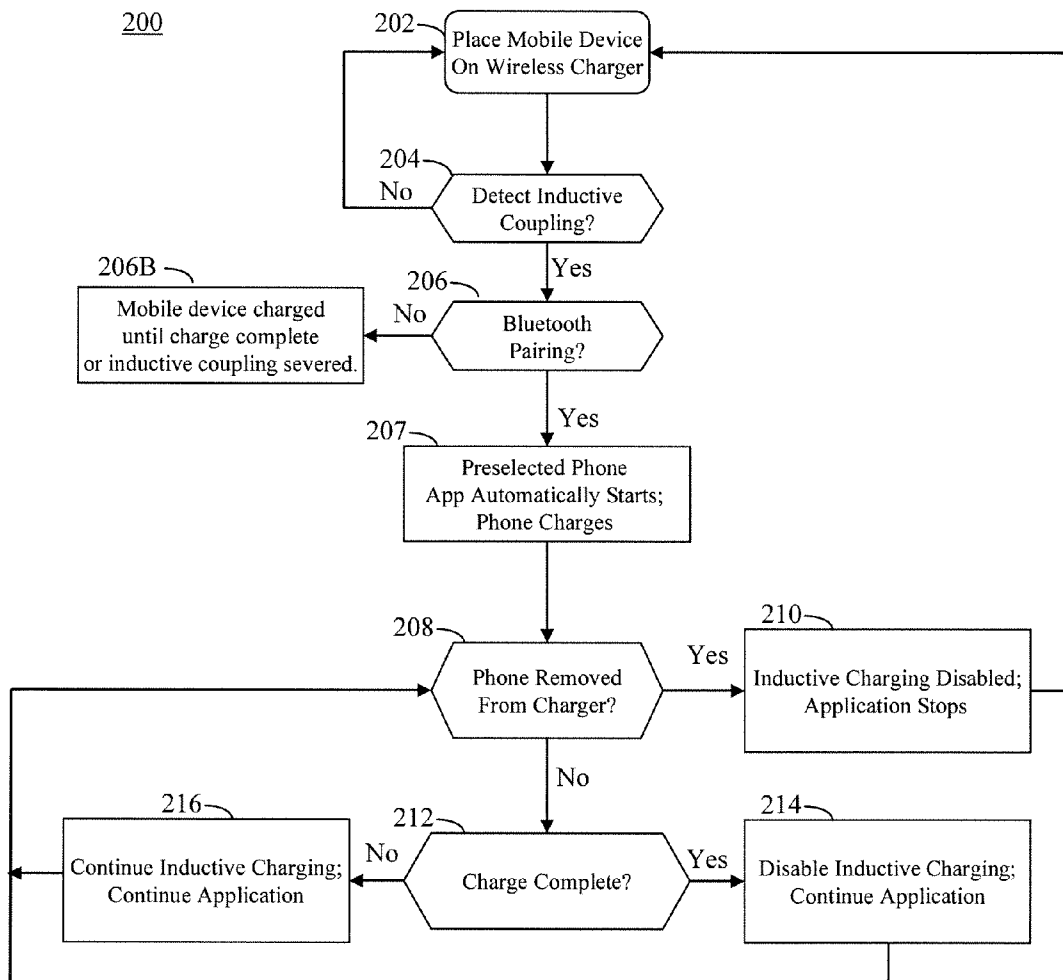 200
202
Place Mobile Device
On Wireless Charger
204
No
Detect Inductive
Coupling?
Yes
206B
Mobile device charged
until charge complete
or inductive coupling severed.
No
206
Bluetooth
Pairing?
Yes
207
Preselected Phone
App Automatically Starts;
Phone Charges
208
Phone Removed
From Charger?
Yes
210
Inductive Charging Disabled;
Application Stops
No
216
Continue Inductive Charging;
Continue Application
No
212
Charge Complete?
Yes
214
Disable Inductive Charging;
Continue Application